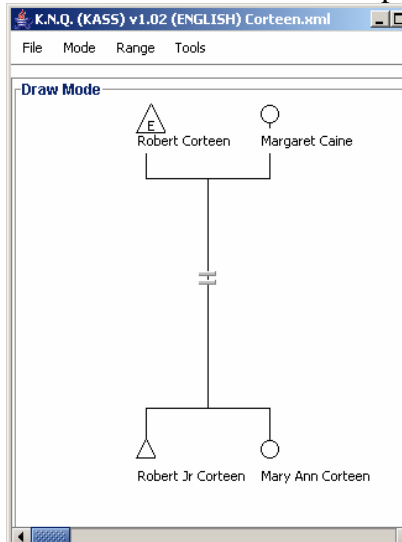 K.N.Q. (KASS) v1.02 (ENGLISH) Corteen.xml
File Mode Range Tools
Draw Mode
E
Robert Corteen Margaret Caine
Robert Jr Corteen Mary Ann Corteen